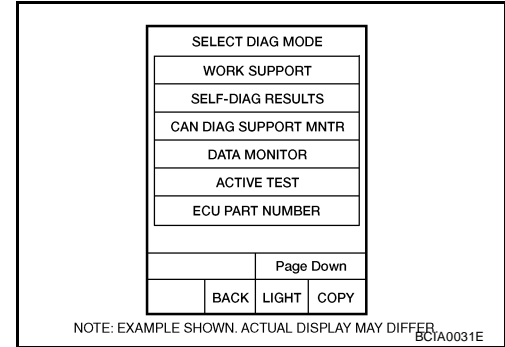 SELECT DIAG MODE
WORK SUPPORT
SELF-DIAG RESULTS
CAN DIAG SUPPORT MNTR
DATA MONITOR
ACTIVE TEST
ECU PART NUMBER
Page Down
BACK LIGHT COPY
NOTE: EXAMPLE SHOWN. ACTUAL DISPLAY MAY DIFFER.
BCIA0031E